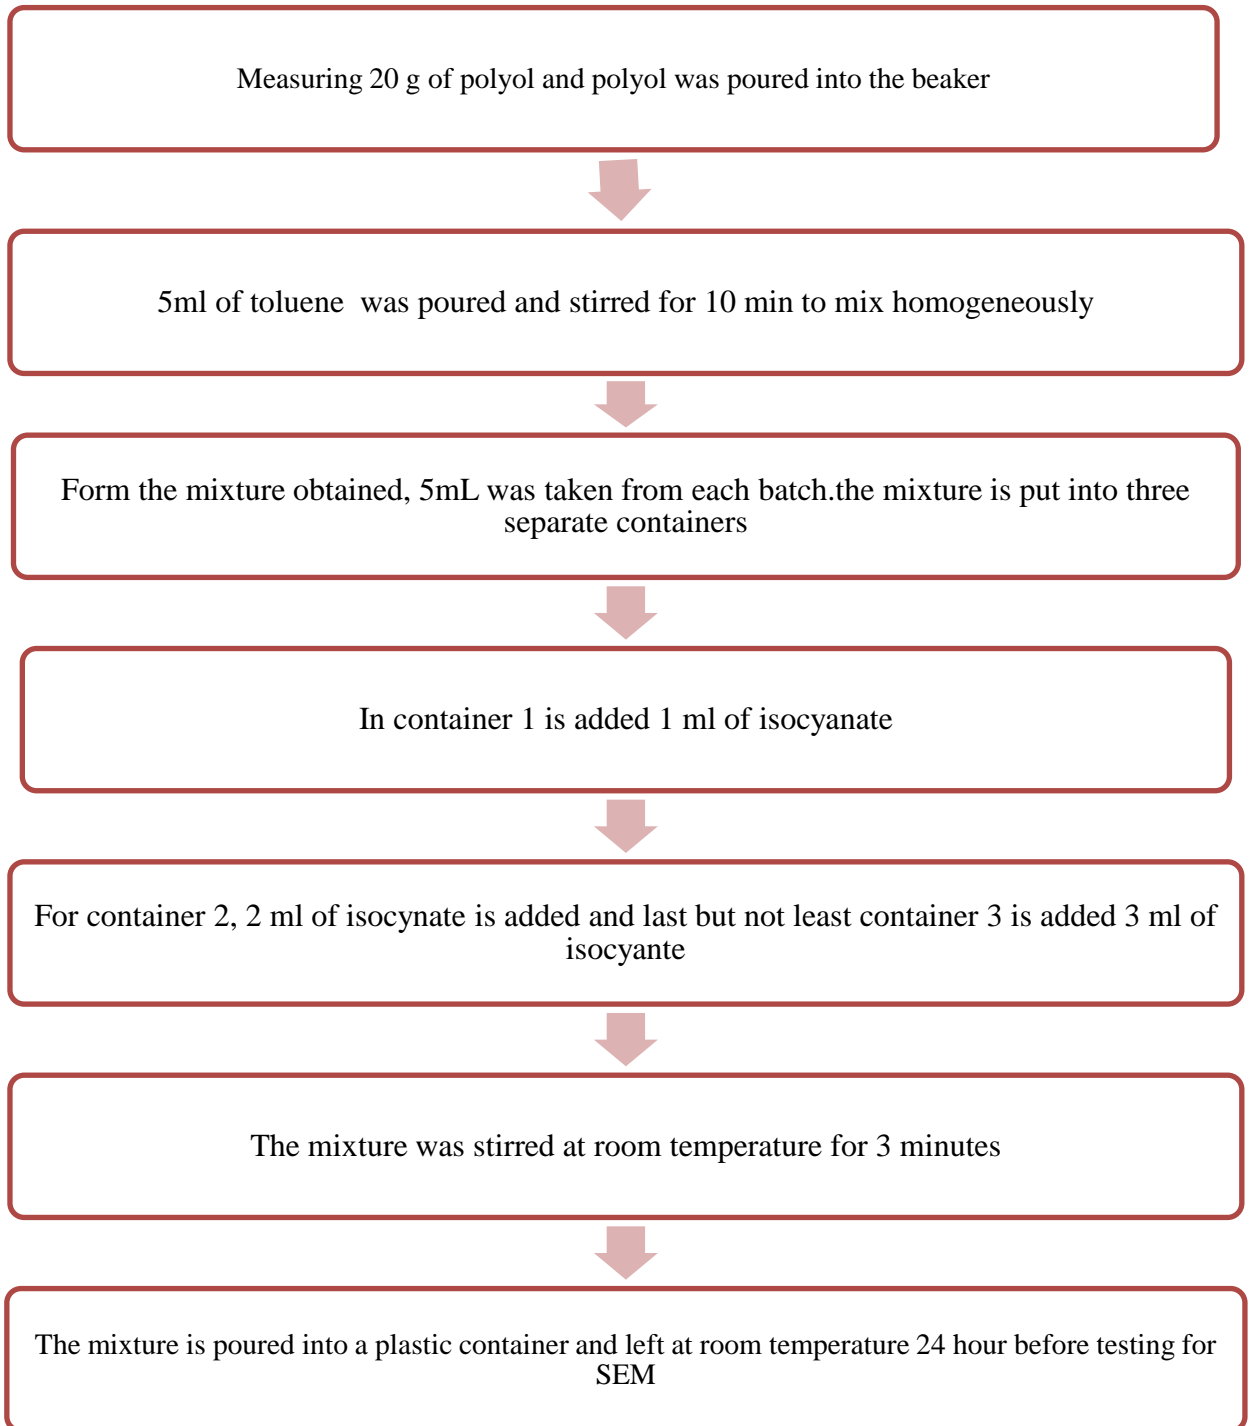 Measuring 20 g of polyol and polyol was poured into the beaker
5ml of toluene  was poured and stirred for 10 min to mix homogeneously
Form the mixture obtained, 5mL was taken from each batch.the mixture is put into three
separate containers
In container 1 is added 1 ml of isocyanate
For container 2, 2 ml of isocynate is added and last but not least container 3 is added 3 ml of
isocyante
The mixture was stirred at room temperature for 3 minutes
The mixture is poured into a plastic container and left at room temperature 24 hour before testing for
SEM